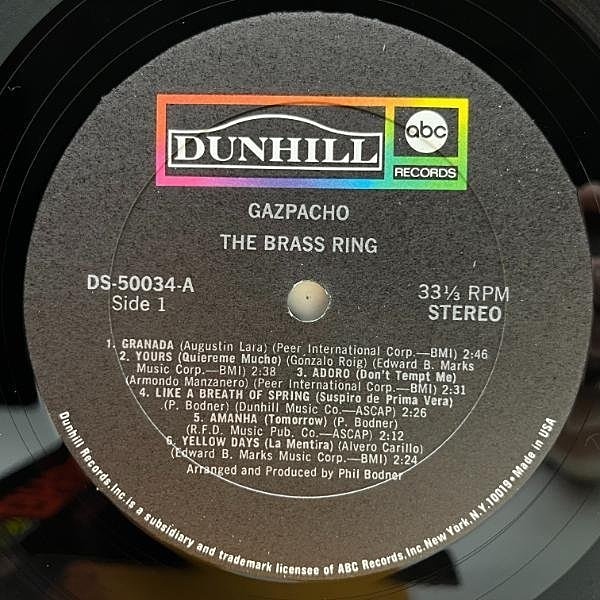 DUNHILL
abc
RECORDS
GAZPACHO
THE BRASS RING
DS-50034-A
Side 1
33⅓ RPM
STEREO
1. GRANADA (Augustin Lara) (Peer International Corp.—BMI) 2:46
2. YOURS (Quiereme Mucho) (Gonzalo Roig) (Edward B. Marks
Music Corp.—BMI) 2:38 3. ADORO (Don't Tempt Me)
(Armondo Manzanero) (Peer International Corp.—BMI) 2:31
4. LIKE A BREATH OF SPRING (Suspiro de Prima Vera)
(P. Bodner) (Dunhill Music Co.—ASCAP) 2:26
5. AMANHA (Tomorrow) (P. Bodner)
(R.F.D. Music Pub. Co.—ASCAP) 2:12
6. YELLOW DAYS (La Mentira) (Alvero Carillo)
(Edward B. Marks Music Corp.—BMI) 2:24
Arranged and Produced by Phil Bodner
Dunhill Records, Inc. is a subsidiary and trademark licensee of ABC Records, Inc. New York, N.Y. 10019 • Made in USA